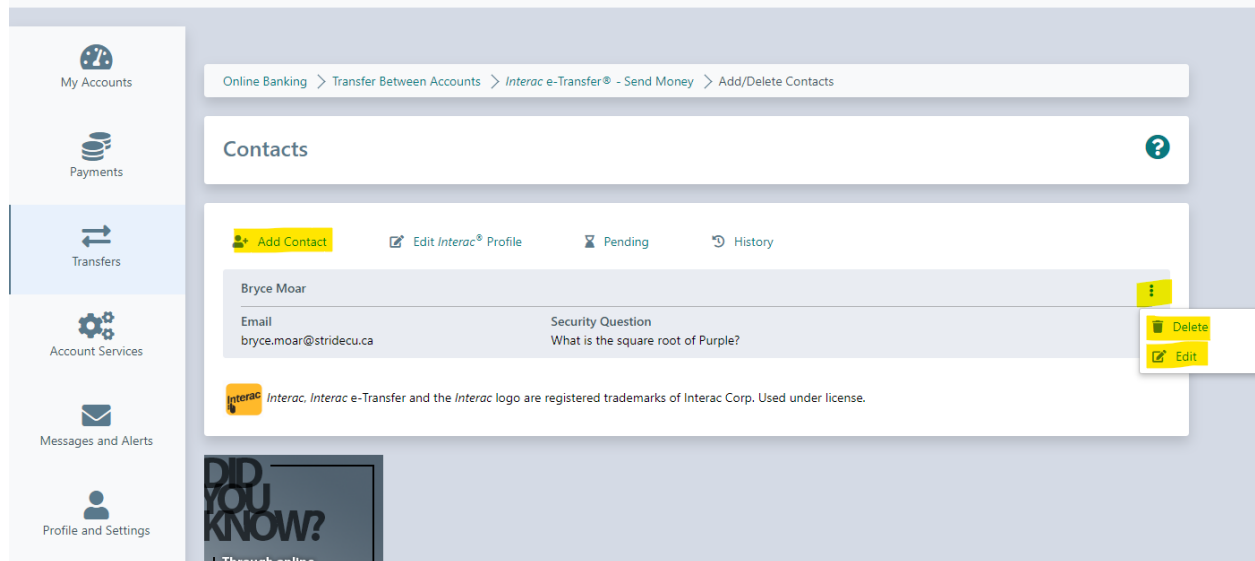 My Accounts
Online Banking > Transfer Between Accounts > Interac e-Transfer® - Send Money > Add/Delete Contacts
Contacts
?
Payments
Add Contact Edit Interac® Profile Pending History
Transfers
Bryce Moar
Delete
Edit
Email Security Question
bryce.moar@stridecu.ca What is the square root of Purple?
Account Services
Interac Interac, Interac e-Transfer and the Interac logo are registered trademarks of Interac Corp. Used under license.
Messages and Alerts
Profile and Settings
DID
YOU
KNOW?
Through online